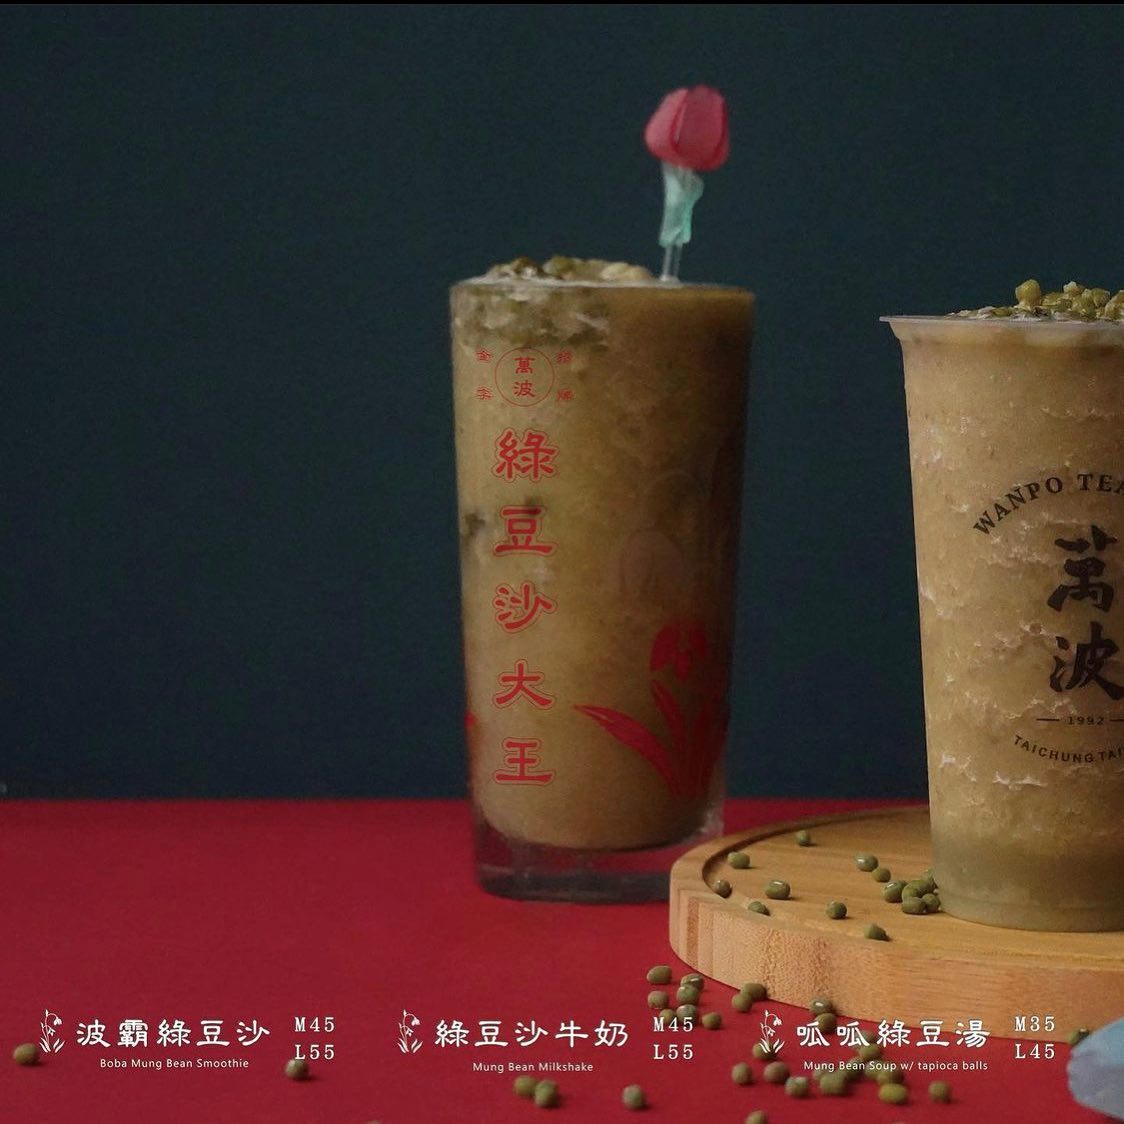 金字招牌
萬波
綠豆沙大王
WANPO TEA
萬波
1992
TAICHUNG TAI
波霸綠豆沙 M45
Boba Mung Bean Smoothie L55
綠豆沙牛奶 M45
Mung Bean Milkshake L55
呱呱綠豆湯 M35
Mung Bean Soup w/ tapioca balls L45